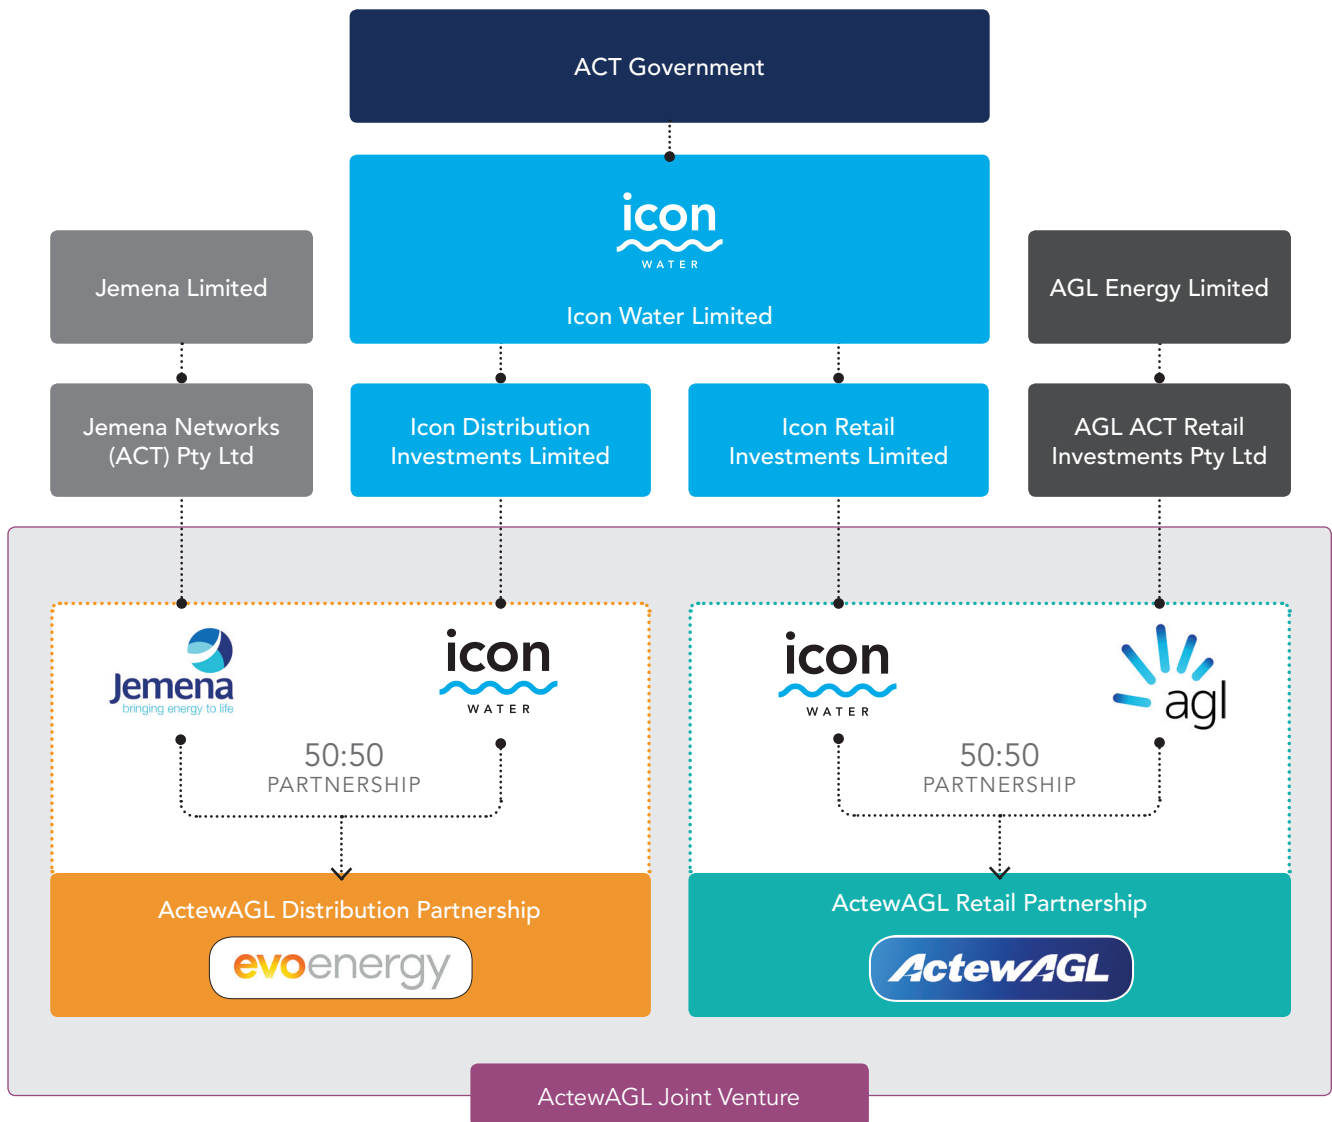 ACT Government
icon
WATER
Icon Water Limited
Jemena Limited
AGL Energy Limited
Jemena Networks
(ACT) Pty Ltd
Icon Distribution
Investments Limited
Icon Retail
Investments Limited
AGL ACT Retail
Investments Pty Ltd
Jemena
bringing energy to life
icon
WATER
50:50
PARTNERSHIP
icon
WATER
agl
50:50
PARTNERSHIP
ActewAGL Distribution Partnership
evoenergy
ActewAGL Retail Partnership
ActewAGL
ActewAGL Joint Venture